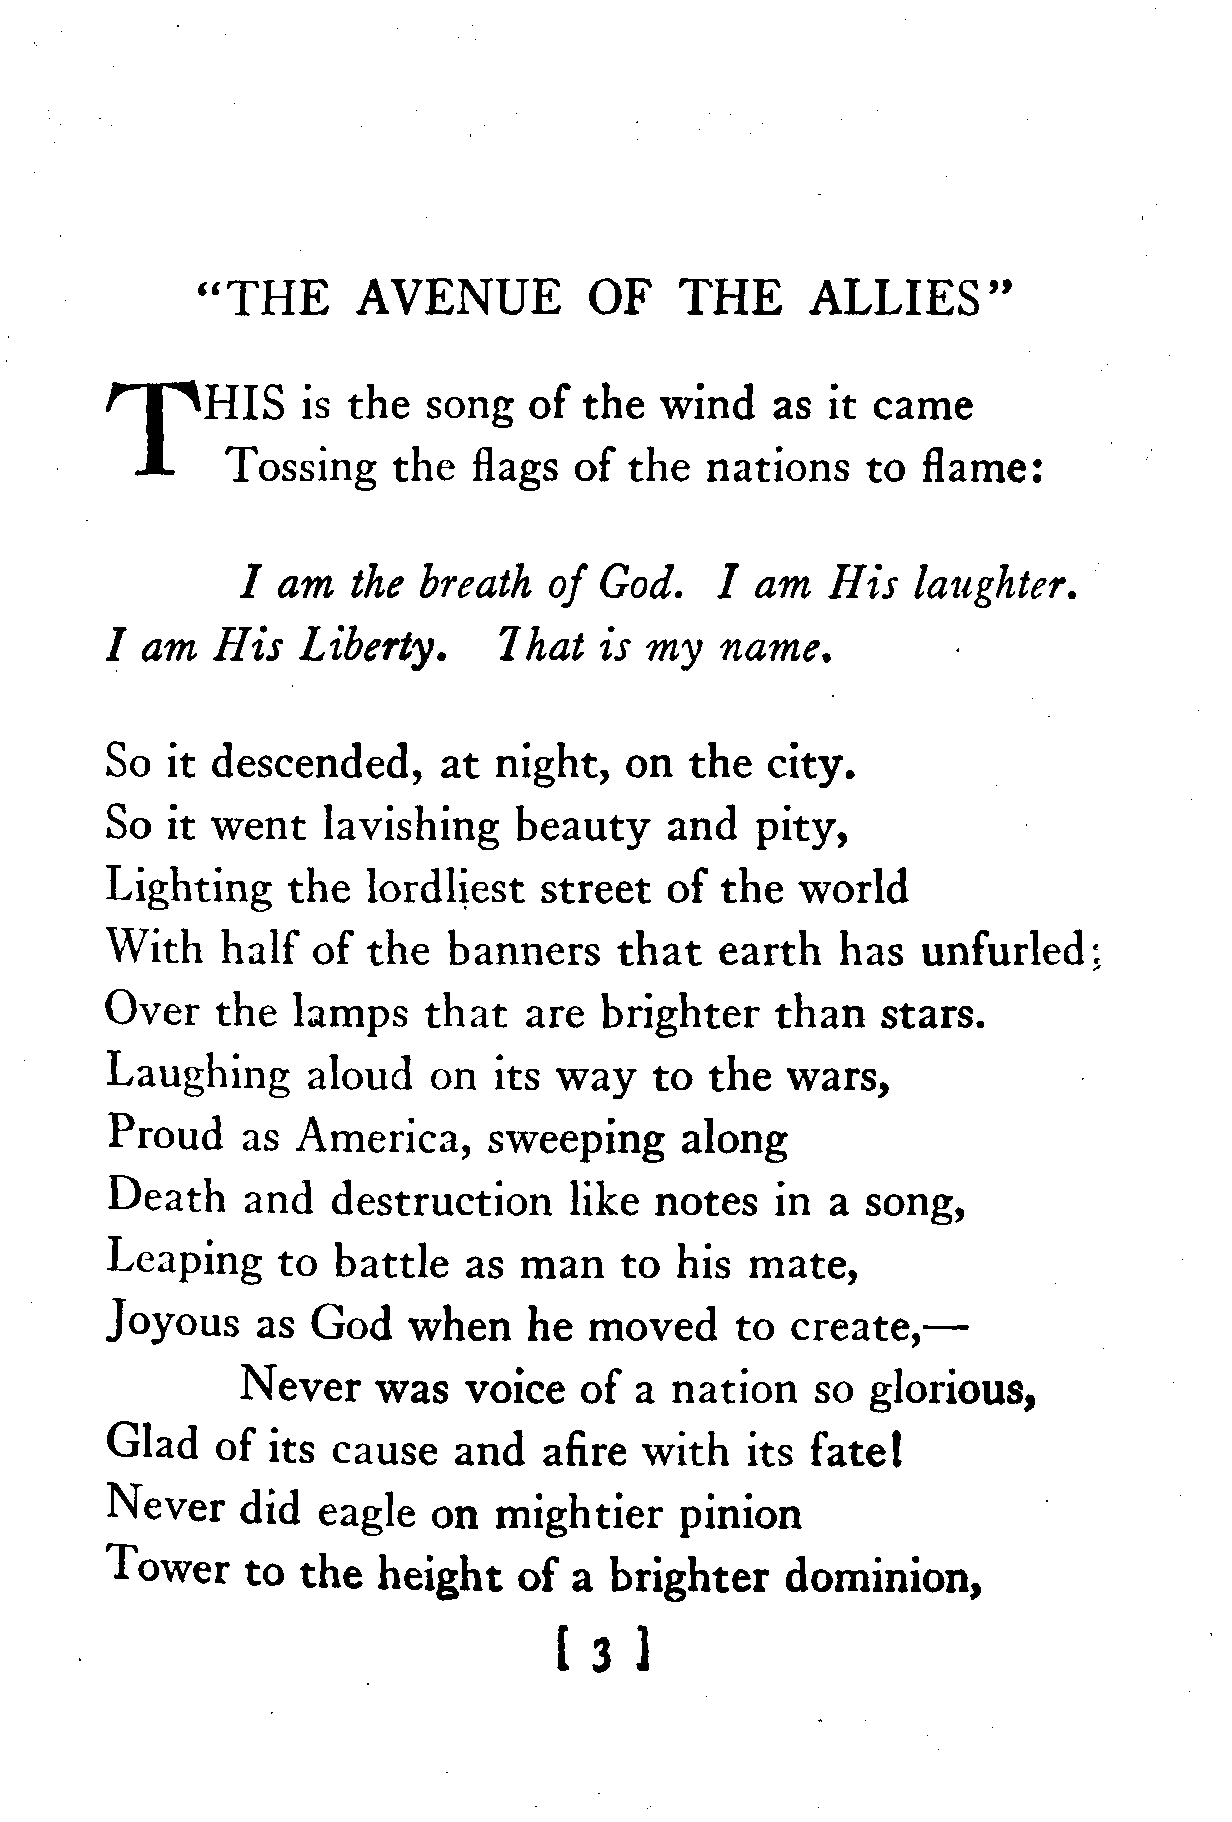 “THE AVENUE OF THE ALLIES”
THIS is the song of the wind as it came
Tossing the flags of the nations to flame:
I am the breath of God. I am His laughter.
I am His Liberty. That is my name.
So it descended, at night, on the city.
So it went lavishing beauty and pity,
Lighting the lordliest street of the world
With half of the banners that earth has unfurled;
Over the lamps that are brighter than stars.
Laughing aloud on its way to the wars,
Proud as America, sweeping along
Death and destruction like notes in a song,
Leaping to battle as man to his mate,
Joyous as God when he moved to create,—
Never was voice of a nation so glorious,
Glad of its cause and afire with its fate!
Never did eagle on mightier pinion
Tower to the height of a brighter dominion,
[ 3 ]